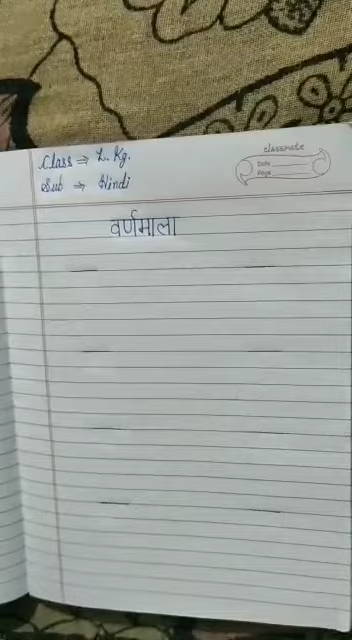 Class ⇒ L. Kg.
Sub ⇒ Hindi
classmate
Date
Page
वर्णमाला